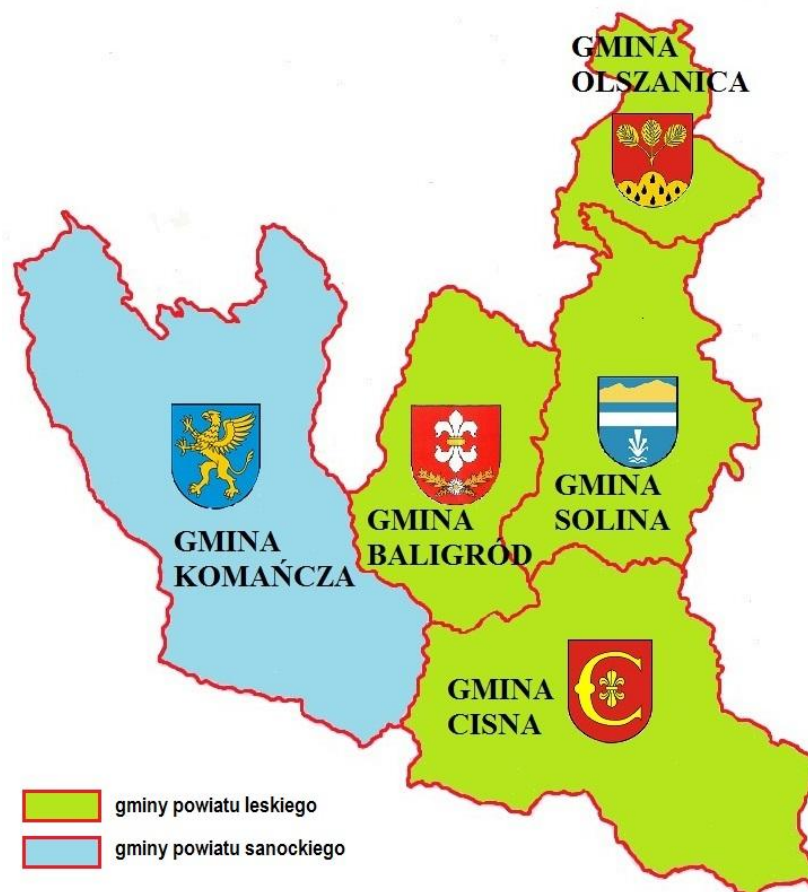 GMINA
OLSZANICA
GMINA
SOLINA
GMINA
BALIGRÓD
GMINA
KOMAŃCZA
GMINA
CISNA
gminy powiatu leskiego
gminy powiatu sanockiego